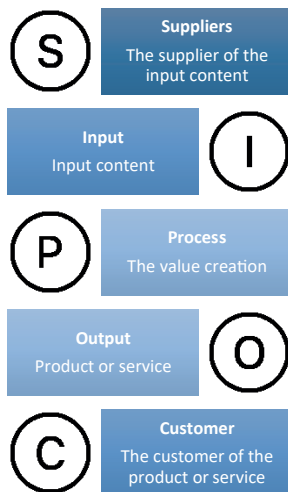 S
Suppliers
The supplier of the
input content
Input
Input content
I
P
Process
The value creation
Output
Product or service
O
C
Customer
The customer of the
product or service